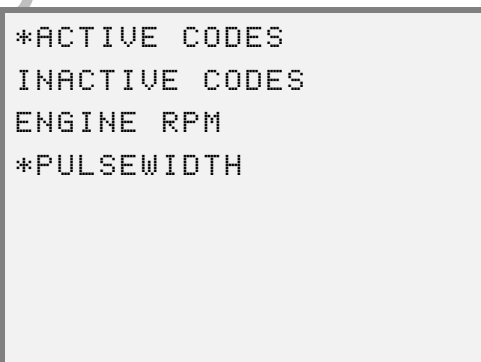 *ACTIVE CODES
INACTIVE CODES
ENGINE RPM
*PULSEWIDTH